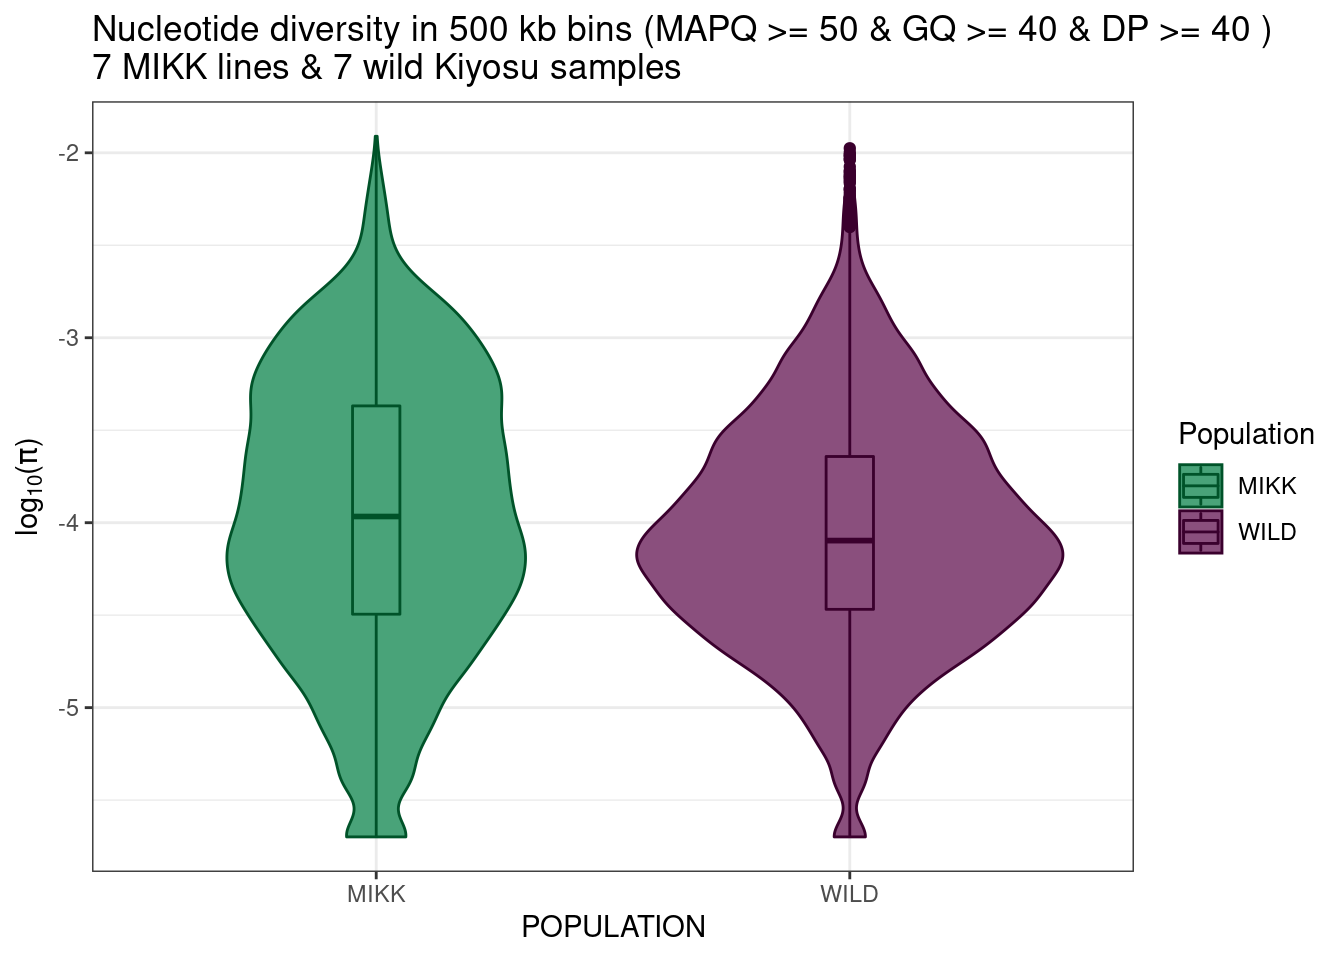 Nucleotide diversity in 500 kb bins (MAPQ >= 50 & GQ >= 40 & DP >= 40 )
7 MIKK lines & 7 wild Kiyosu samples
-2
-3
-4
-5
log₁₀(π)
MIKK
WILD
POPULATION
Population
MIKK
WILD